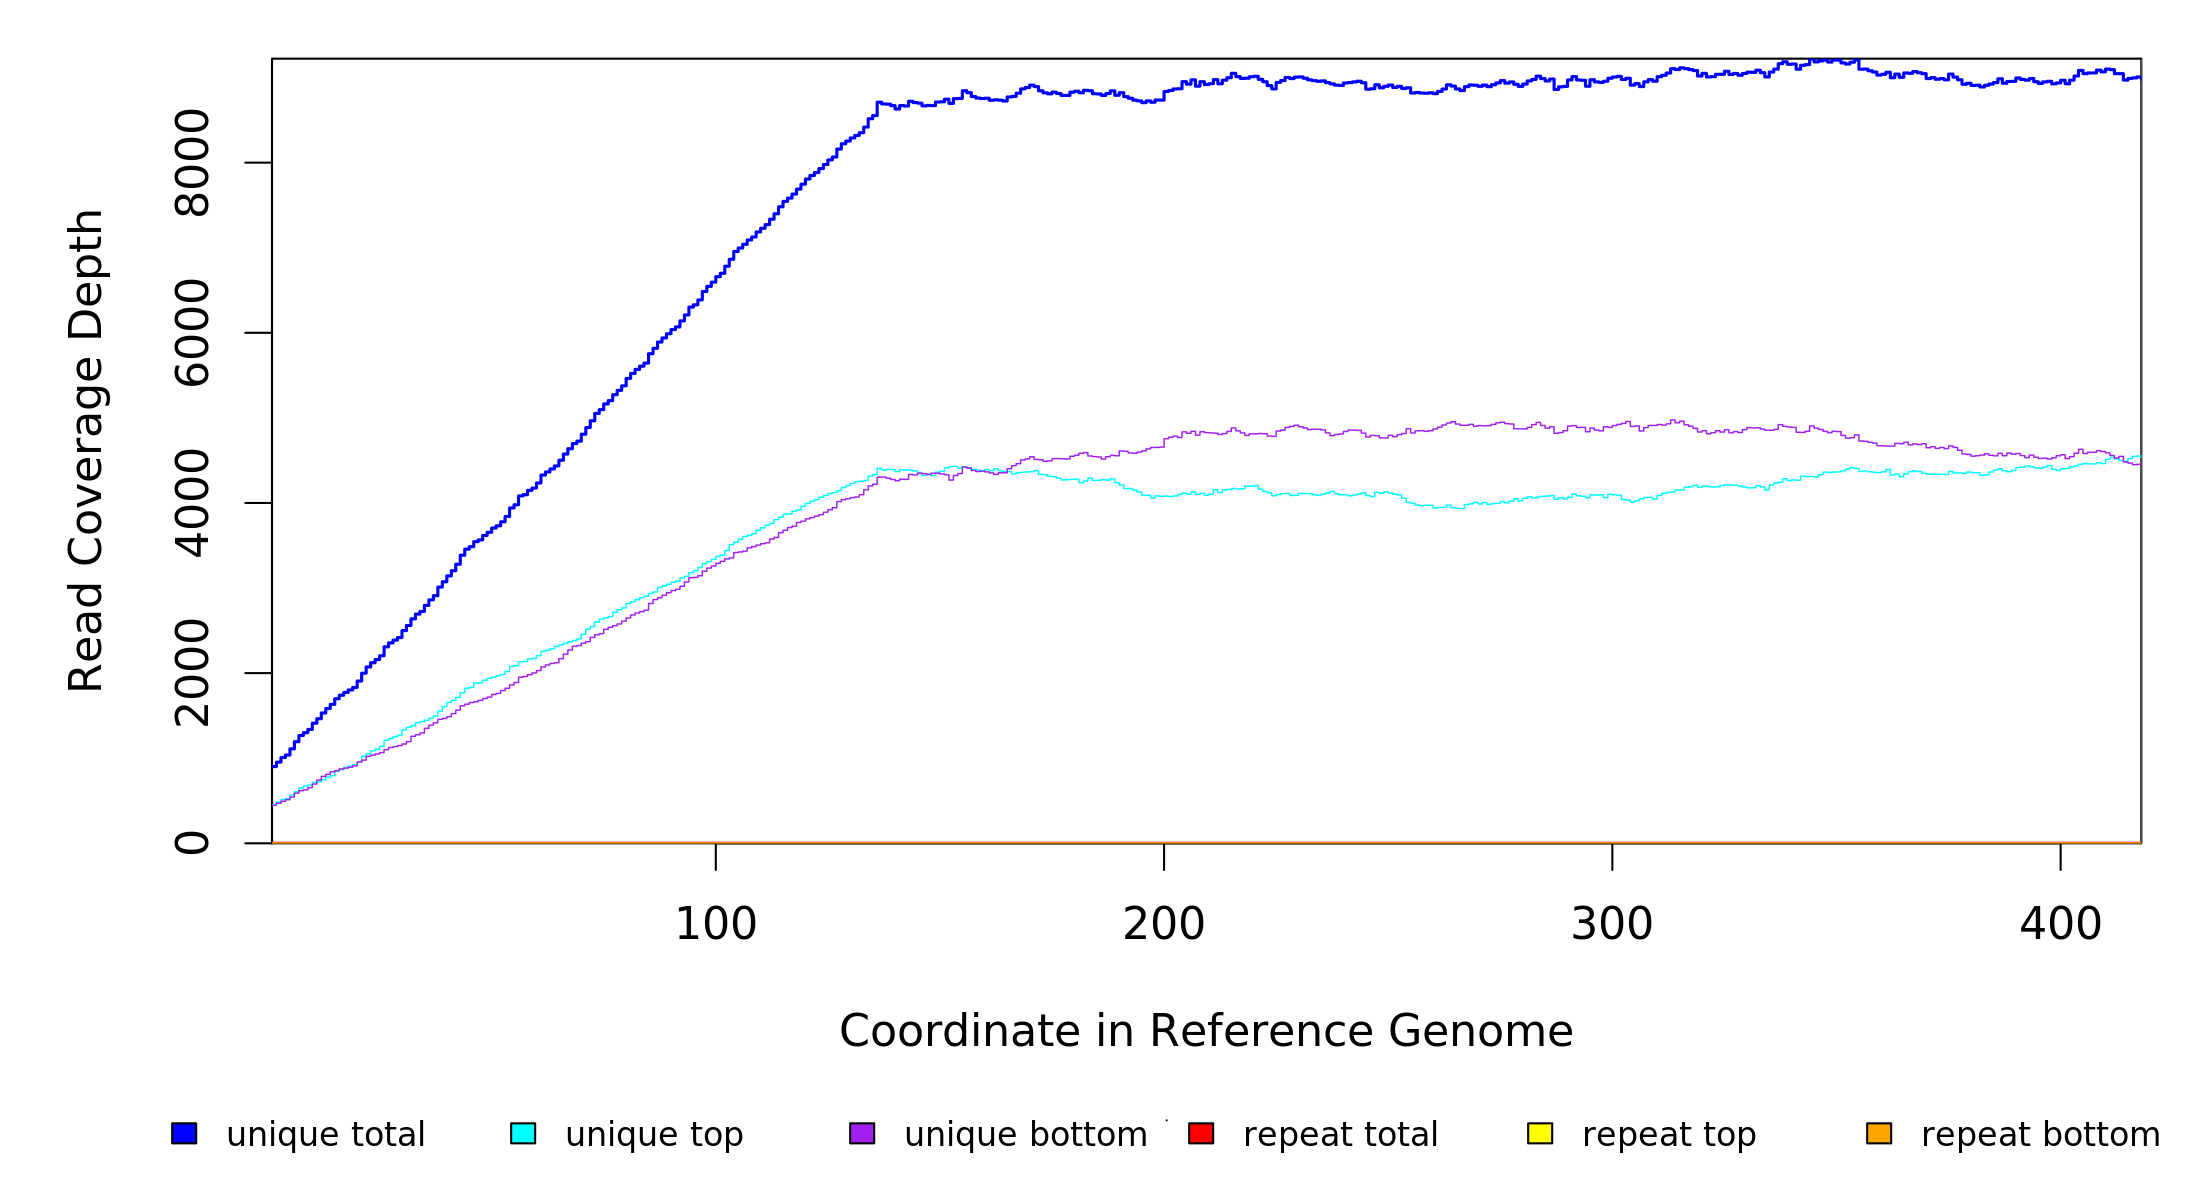 Read Coverage Depth
8000
6000
4000
2000
0
100 200 300 400
Coordinate in Reference Genome
unique total unique top unique bottom repeat total repeat top repeat bottom